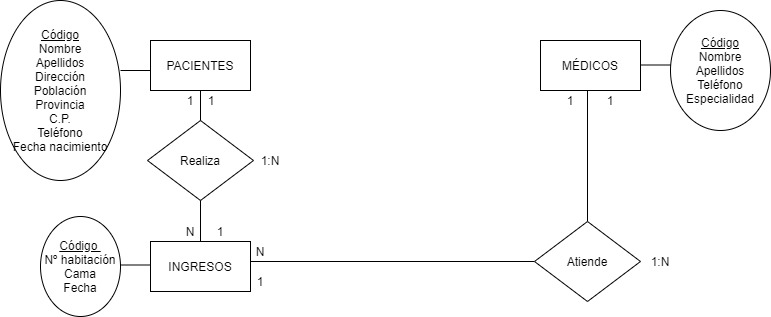 Código
Nombre
Apellidos
Dirección
Población
Provincia
C.P.
Teléfono
Fecha nacimiento
PACIENTES
1 1
Realiza
1:N
N 1
Código
Nº habitación
Cama
Fecha
INGRESOS
N
1
MÉDICOS
1 1
Código
Nombre
Apellidos
Teléfono
Especialidad
Atiende
1:N